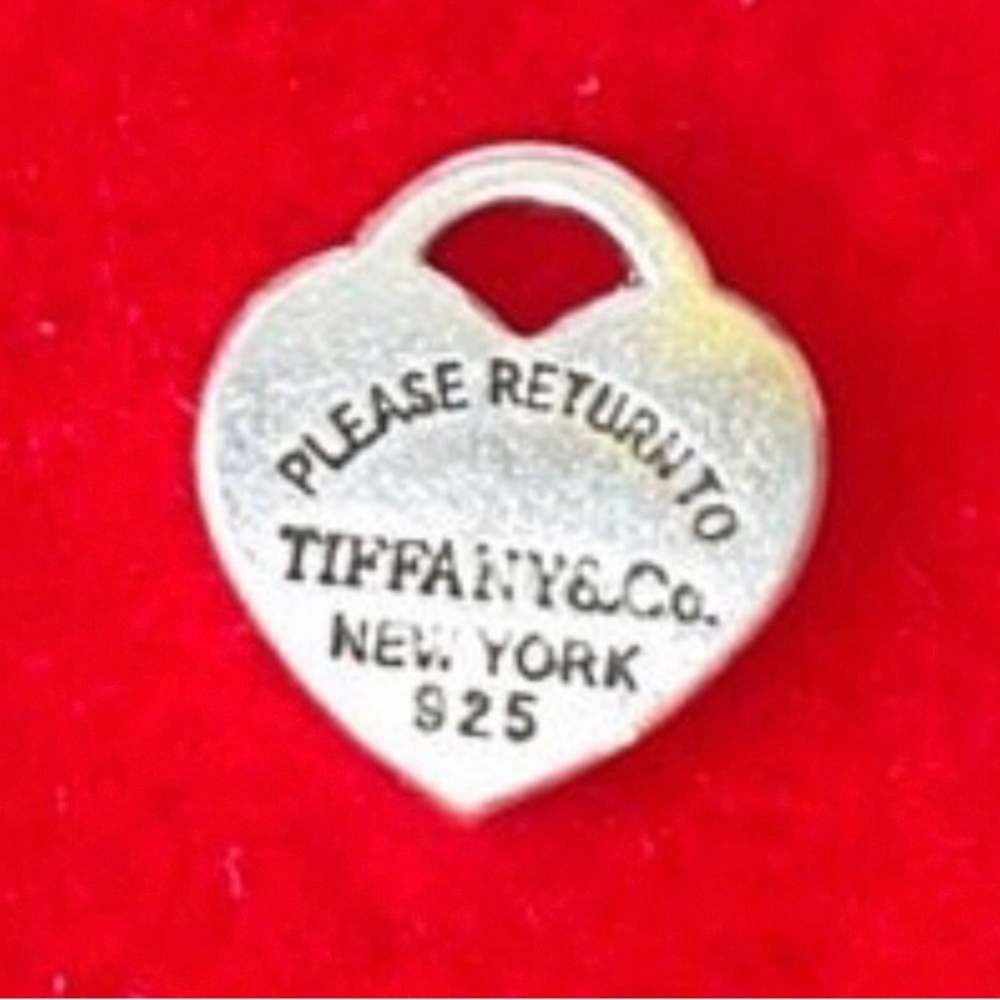 PLEASE RETURN TO
TIFFANY&Co.
NEW YORK
925